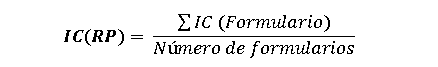 IC(RP) = ∑ IC (Formulario) / Número de formularios